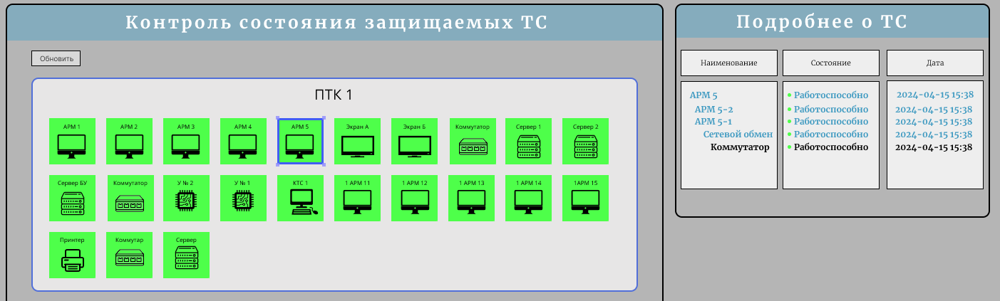 Контроль состояния защищаемых ТС
Обновить
ПТК 1
АРМ 1 АРМ 2 АРМ 3 АРМ 4 АРМ 5 Экран А Экран Б Коммутатор Сервер 1 Сервер 2
Сервер БУ Коммутатор У № 2 У № 1 КТС 1 1 АРМ 11 1 АРМ 12 1 АРМ 13 1 АРМ 14 1АРМ 15
Принтер Коммутар Сервер
Подробнее о ТС
Наименование Состояние Дата
АРМ 5 Работоспособно 2024-04-15 15:38
АРМ 5-2 Работоспособно 2024-04-15 15:38
АРМ 5-1 Работоспособно 2024-04-15 15:38
Сетевой обмен Работоспособно 2024-04-15 15:38
Коммутатор Работоспособно 2024-04-15 15:38